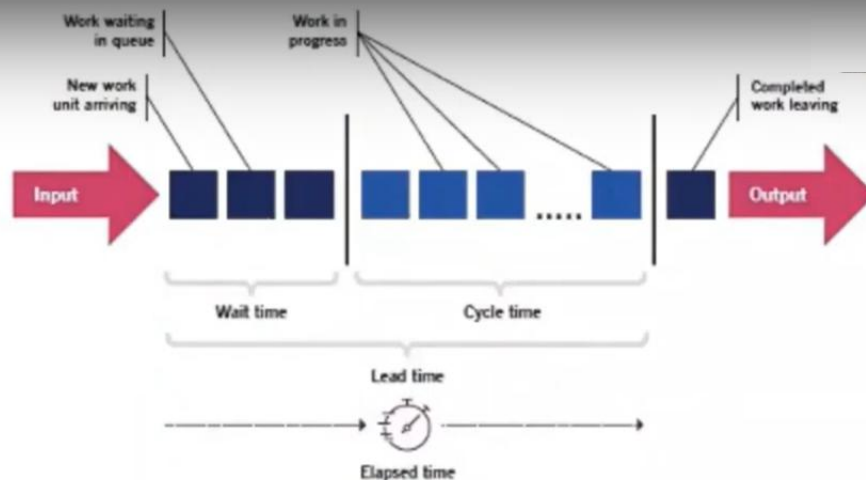 Work waiting
in queue
Work in
progress
New work
unit arriving
Completed
work leaving
Input
.....
Output
Wait time
Cycle time
Lead time
Elapsed time